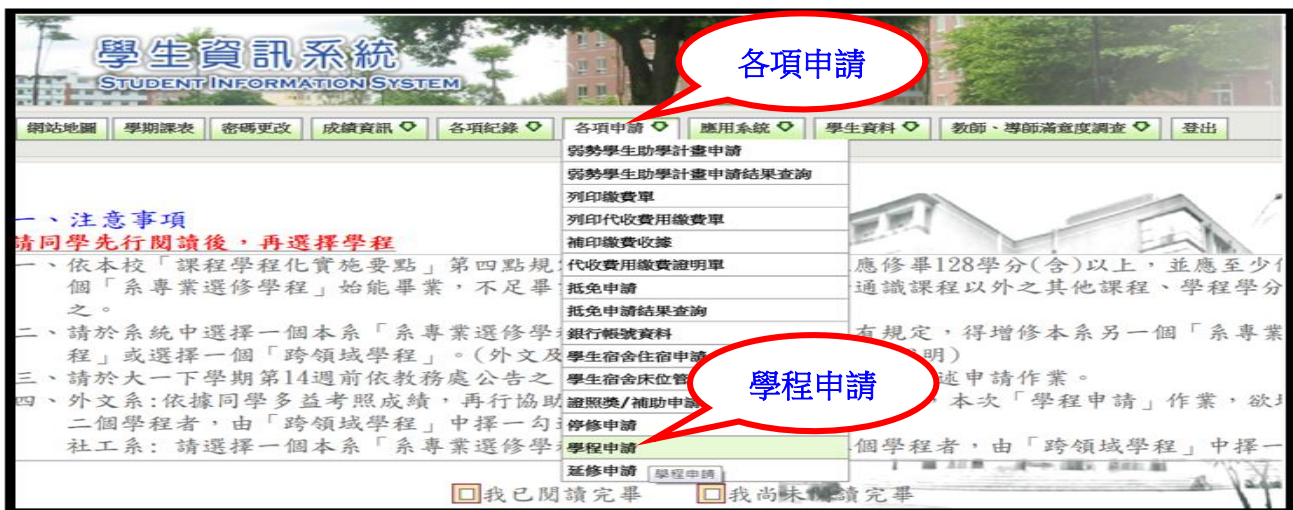 學生資訊系統
STUDENT INFORMATION SYSTEM
各項申請
網站地圖 學期課表 密碼更改 成績資訊 各項紀錄 各項申請 應用系統 學生資料 教師、導師滿意度調查 登出
弱勢學生助學計畫申請
弱勢學生助學計畫申請結果查詢
列印繳費單
列印代收費用繳費單
補印繳費收據
代收費用繳費證明單
抵免申請
抵免申請結果查詢
銀行帳號資料
學生宿舍住宿申請
學生宿舍床位管
證照獎/補助申請
停修申請
學程申請
延修申請
學程申請
學程申請
一、注意事項
請同學先行閱讀後,再選擇學程
一、依本校「課程學程化實施要點」第四點規 應修畢128學分(含)以上,並應至少
個「系專業選修學程」始能畢業,不足畢 通識課程以外之其他課程、學程學分
之。
二、請於系統中選擇一個本系「系專業選修學 有規定,得增修本系另一個「系專業
程」或選擇一個「跨領域學程」。(外文及 明)
三、請於大一下學期第14週前依教務處公告之 述申請作業。
四、外文系:依據同學多益考照成績,再行協助 ,本次「學程申請」作業,欲
二個學程者,由「跨領域學程」中擇一勾
社工系: 請選擇一個本系「系專業選修學 個學程者,由「跨領域學程」中擇一
我已閱讀完畢 我尚未閱讀完畢